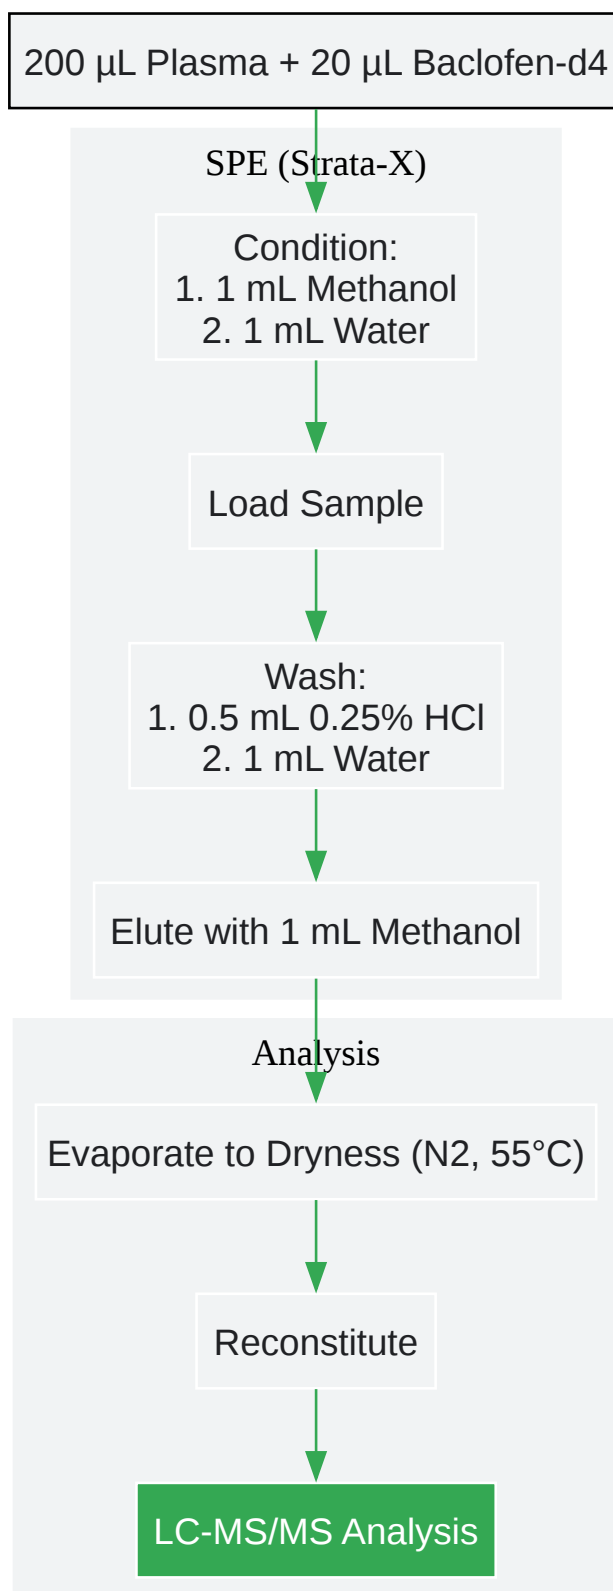 200 µL Plasma + 20 µL Baclofen-d4
SPE (Strata-X)
Condition:
1. 1 mL Methanol
2. 1 mL Water
Load Sample
Wash:
1. 0.5 mL 0.25% HCl
2. 1 mL Water
Elute with 1 mL Methanol
Analysis
Evaporate to Dryness (N2, 55°C)
Reconstitute
LC-MS/MS Analysis